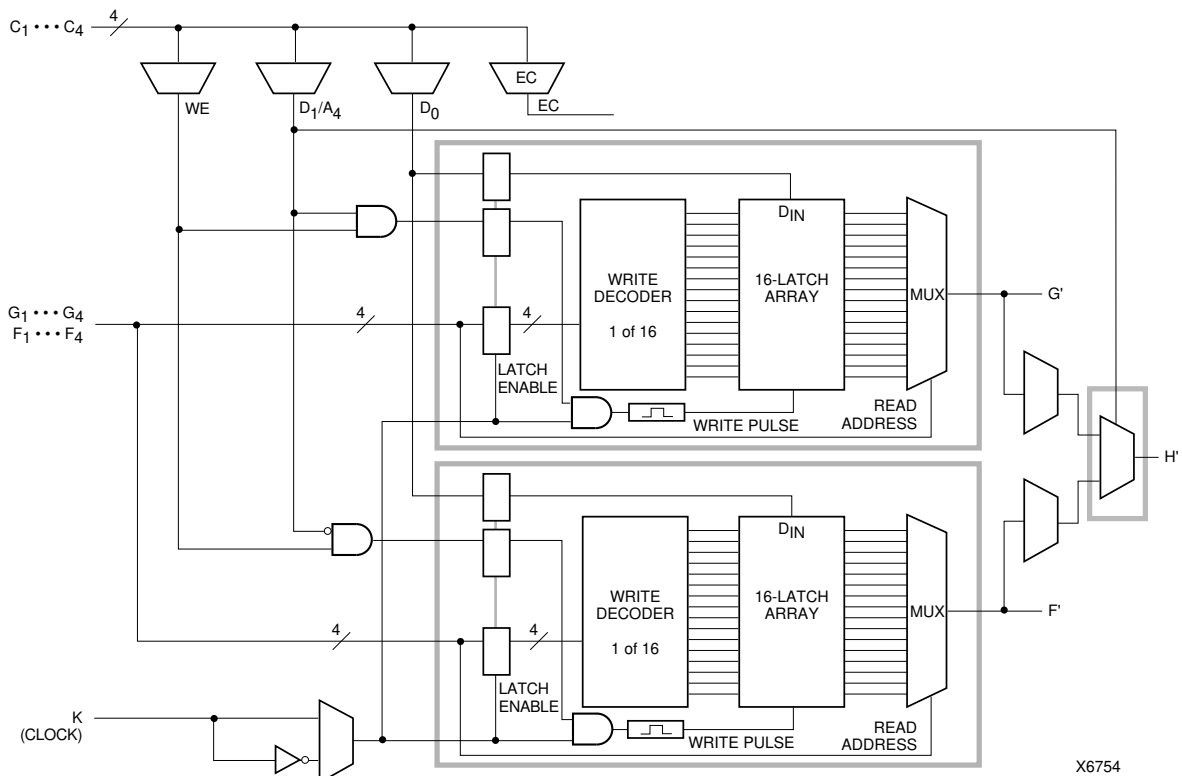 C1 • • • C4
4
EC
WE
D1/A4
D0
EC
DIN
WRITE
DECODER
1 of 16
16-LATCH
ARRAY
MUX
G'
G1 • • • G4
F1 • • • F4
4
4
LATCH
ENABLE
WRITE PULSE
READ
ADDRESS
H'
DIN
WRITE
DECODER
1 of 16
16-LATCH
ARRAY
MUX
F'
4
4
LATCH
ENABLE
K
(CLOCK)
WRITE PULSE
READ
ADDRESS
X6754